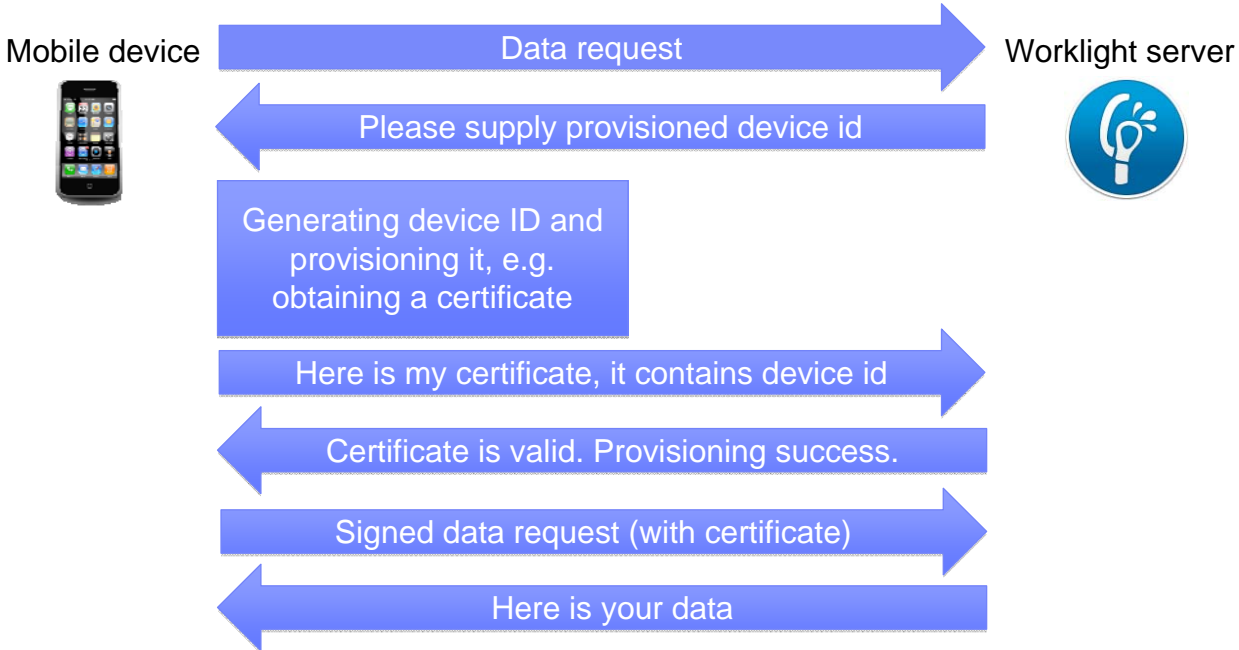 Data request
Mobile device
Worklight server
Please supply provisioned device id
Generating device ID and
provisioning it, e.g.
obtaining a certificate
Here is my certificate, it contains device id
Certificate is valid. Provisioning success.
Signed data request (with certificate)
Here is your data